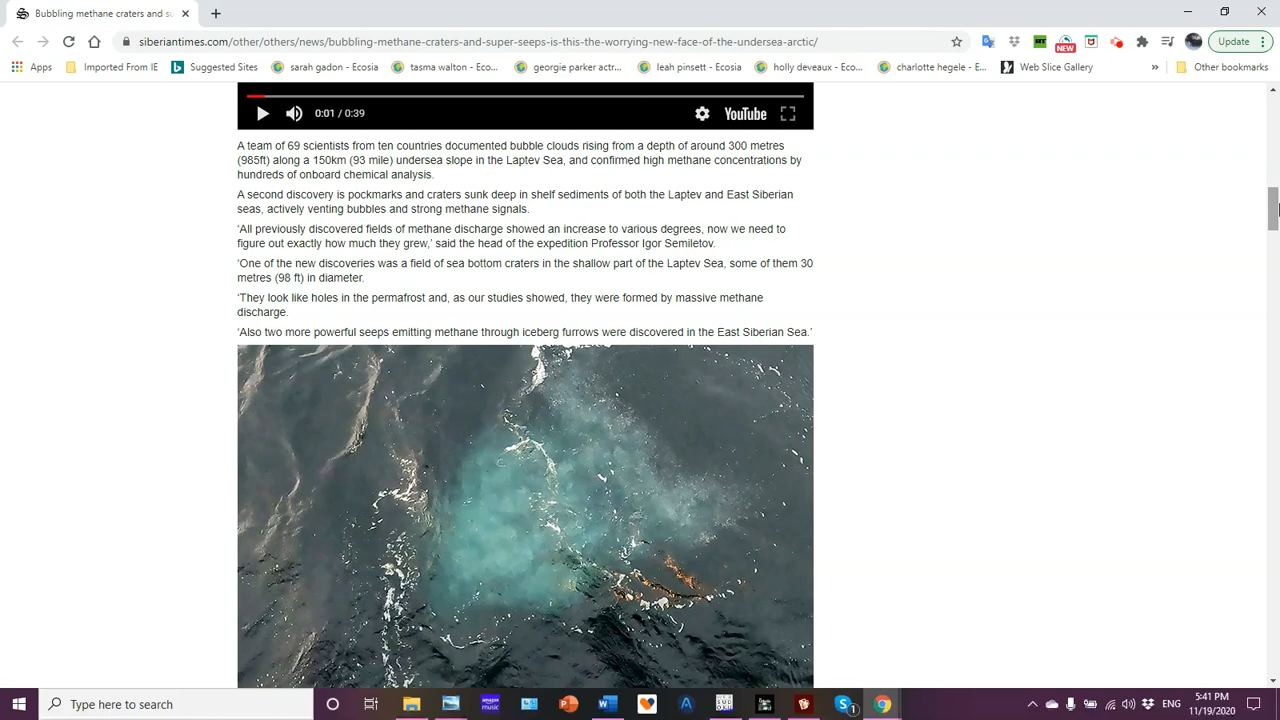 Bubbling methane craters and su
siberiantimes.com/other/others/news/bubbling-methane-craters-and-super-seeps-is-this-the-worrying-new-face-of-the-undersea-arctic/
NEW
Update
Apps
Imported From IE
Suggested Sites
sarah gadon - Ecosia
tasma walton - Eco...
georgie parker actr...
leah pinsett - Ecosia
holly deveaux - Eco...
charlotte hegele - E...
Web Slice Gallery
»
Other bookmarks
0:01 / 0:39
YouTube
A team of 69 scientists from ten countries documented bubble clouds rising from a depth of around 300 metres
(985ft) along a 150km (93 mile) undersea slope in the Laptev Sea, and confirmed high methane concentrations by
hundreds of onboard chemical analysis.
A second discovery is pockmarks and craters sunk deep in shelf sediments of both the Laptev and East Siberian
seas, actively venting bubbles and strong methane signals.
‘All previously discovered fields of methane discharge showed an increase to various degrees, now we need to
figure out exactly how much they grew,’ said the head of the expedition Professor Igor Semiletov.
‘One of the new discoveries was a field of sea bottom craters in the shallow part of the Laptev Sea, some of them 30
metres (98 ft) in diameter.
‘They look like holes in the permafrost and, as our studies showed, they were formed by massive methane
discharge.
‘Also two more powerful seeps emitting methane through iceberg furrows were discovered in the East Siberian Sea.’
Type here to search
amazon
music
1
ENG
5:41 PM
11/19/2020